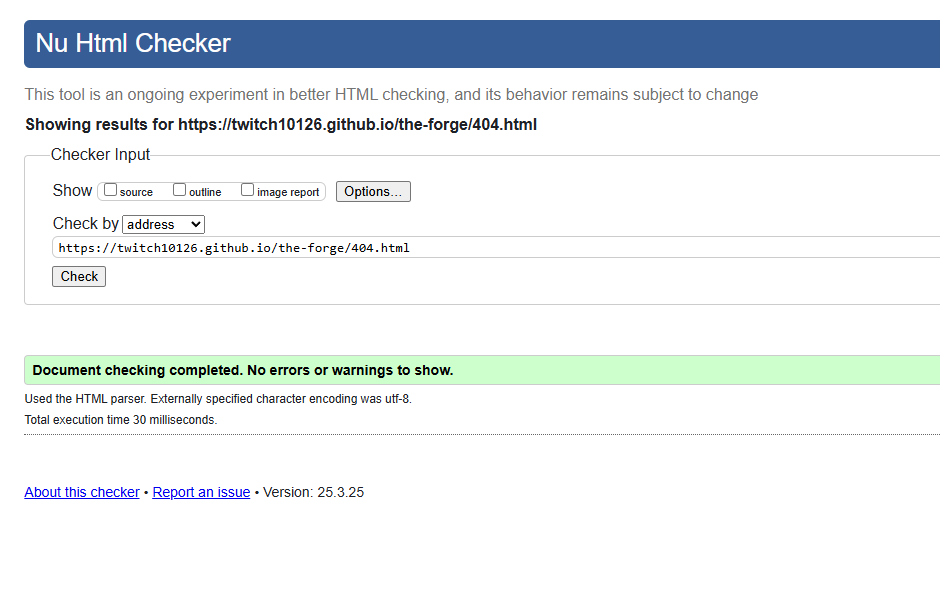 Nu Html Checker
This tool is an ongoing experiment in better HTML checking, and its behavior remains subject to change
Showing results for https://twitch10126.github.io/the-forge/404.html
Checker Input
Show source outline image report Options...
Check by address
https://twitch10126.github.io/the-forge/404.html
Check
Document checking completed. No errors or warnings to show.
Used the HTML parser. Externally specified character encoding was utf-8.
Total execution time 30 milliseconds.
About this checker • Report an issue • Version: 25.3.25